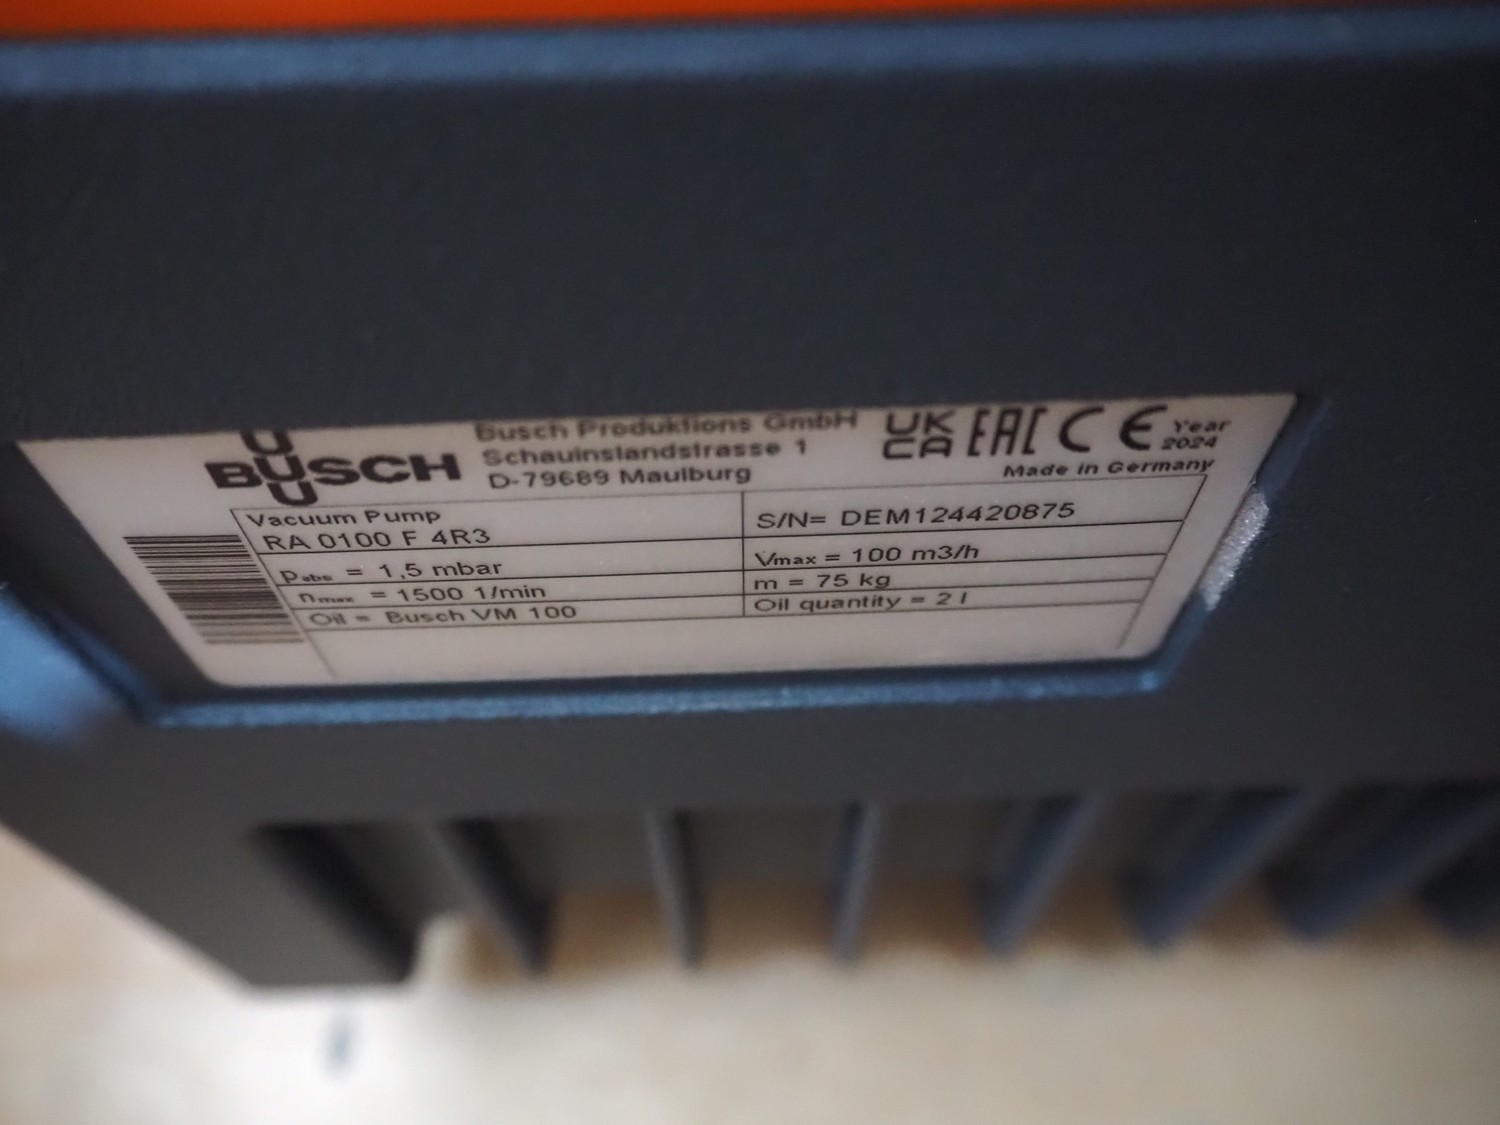 BUSCH
Busch Produktions GmbH
Schauinslandstrasse 1
D-79689 Maulburg
UK CA EAC CE
Year
2024
Made in Germany
Vacuum Pump
RA 0100 F 4R3
S/N= DEM124420875
Pabs = 1,5 mbar
Vmax = 100 m3/h
nmax = 1500 1/min
m = 75 kg
Oil = Busch VM 100
Oil quantity = 2 l